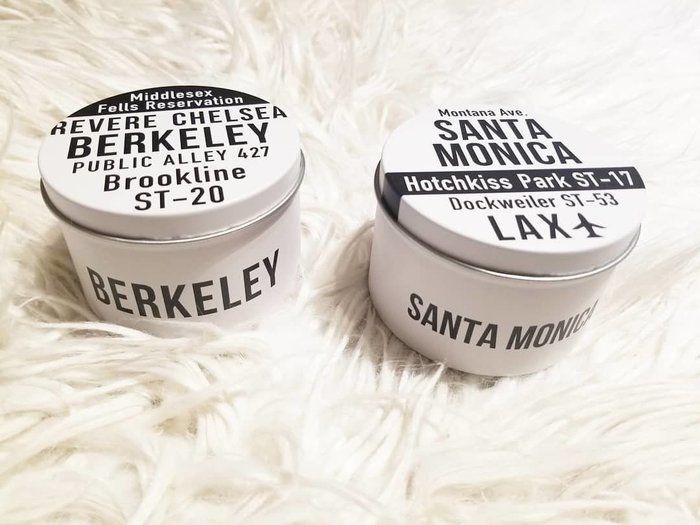 Middlesex
Fells Reservation
REVERE CHELSEA
BERKELEY
PUBLIC ALLEY 427
Brookline
ST-20
BERKELEY
Montana Ave.
SANTA
MONICA
Hotchkiss Park ST-17
Dockweiler ST-53
LAX
SANTA MONICA